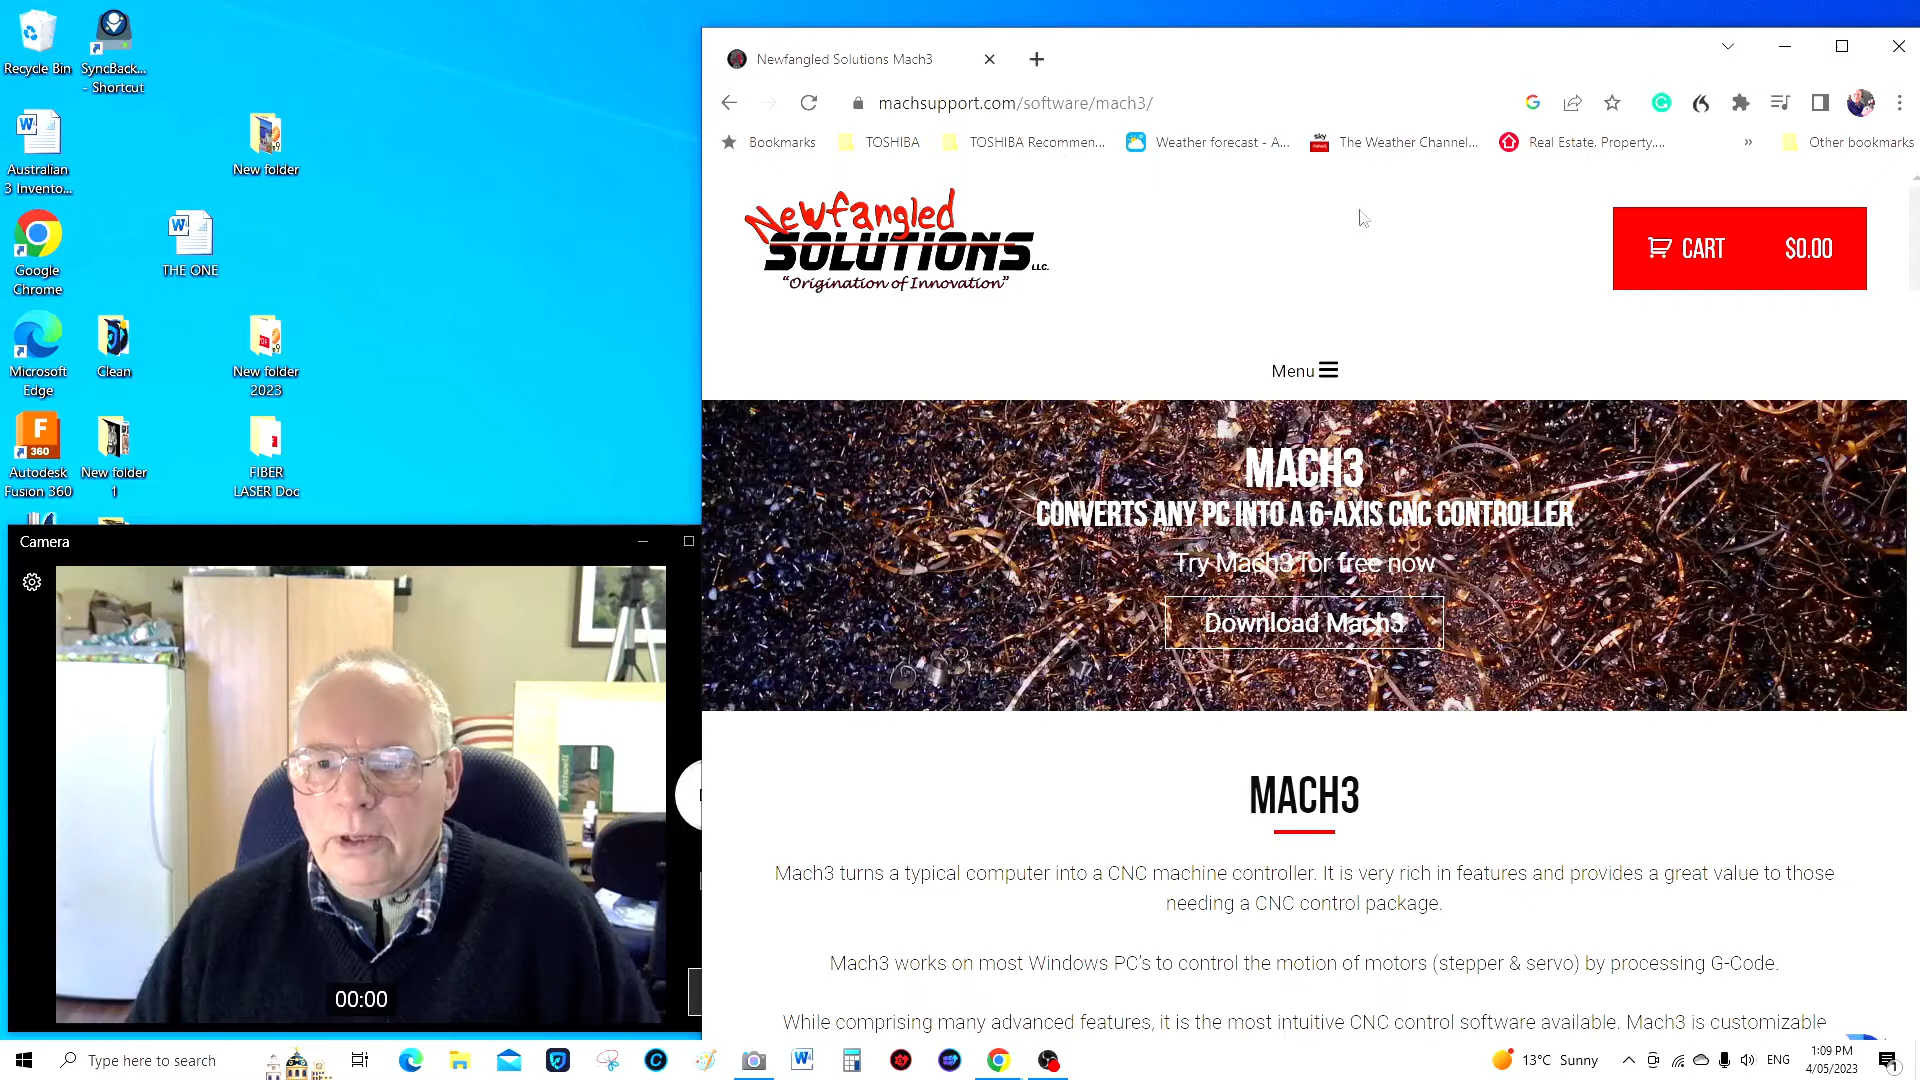 Recycle Bin
SyncBack...
- Shortcut
Australian
3 Invento...
New folder
Google
Chrome
THE ONE
Microsoft
Edge
Clean
New folder
2023
Autodesk
Fusion 360
New folder
1
FIBER
LASER Doc
Camera
00:00
Newfangled Solutions Mach3
machsupport.com/software/mach3/
Bookmarks
TOSHIBA
TOSHIBA Recommen...
Weather forecast - A...
The Weather Channel...
Real Estate, Property,...
»
Other bookmarks
Newfangled
SOLUTIONS LLC.
"Origination of Innovation"
CART $0.00
Menu
MACH3
CONVERTS ANY PC INTO A 6-AXIS CNC CONTROLLER
Try Mach3 for free now
Download Mach3
MACH3
Mach3 turns a typical computer into a CNC machine controller. It is very rich in features and provides a great value to those
needing a CNC control package.
Mach3 works on most Windows PC's to control the motion of motors (stepper & servo) by processing G-Code.
While comprising many advanced features, it is the most intuitive CNC control software available. Mach3 is customizable
Type here to search
13°C Sunny
ENG
1:09 PM
4/05/2023